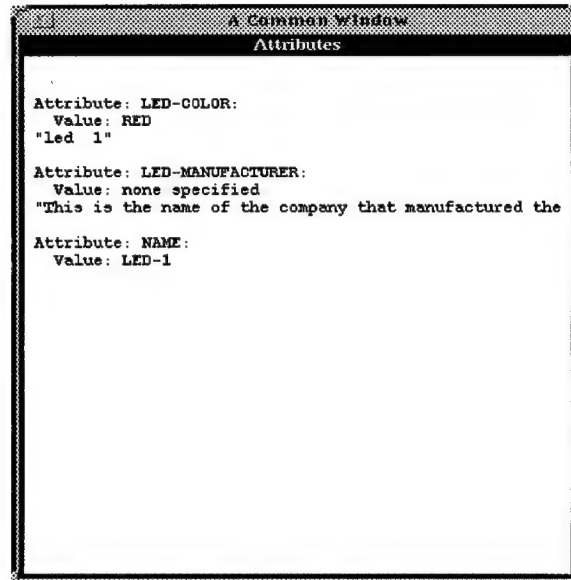 A Common Window
Attributes
Attribute: LED-COLOR:
Value: RED
"led 1"
Attribute: LED-MANUFACTURER:
Value: none specified
"This is the name of the company that manufactured the
Attribute: NAME:
Value: LED-1